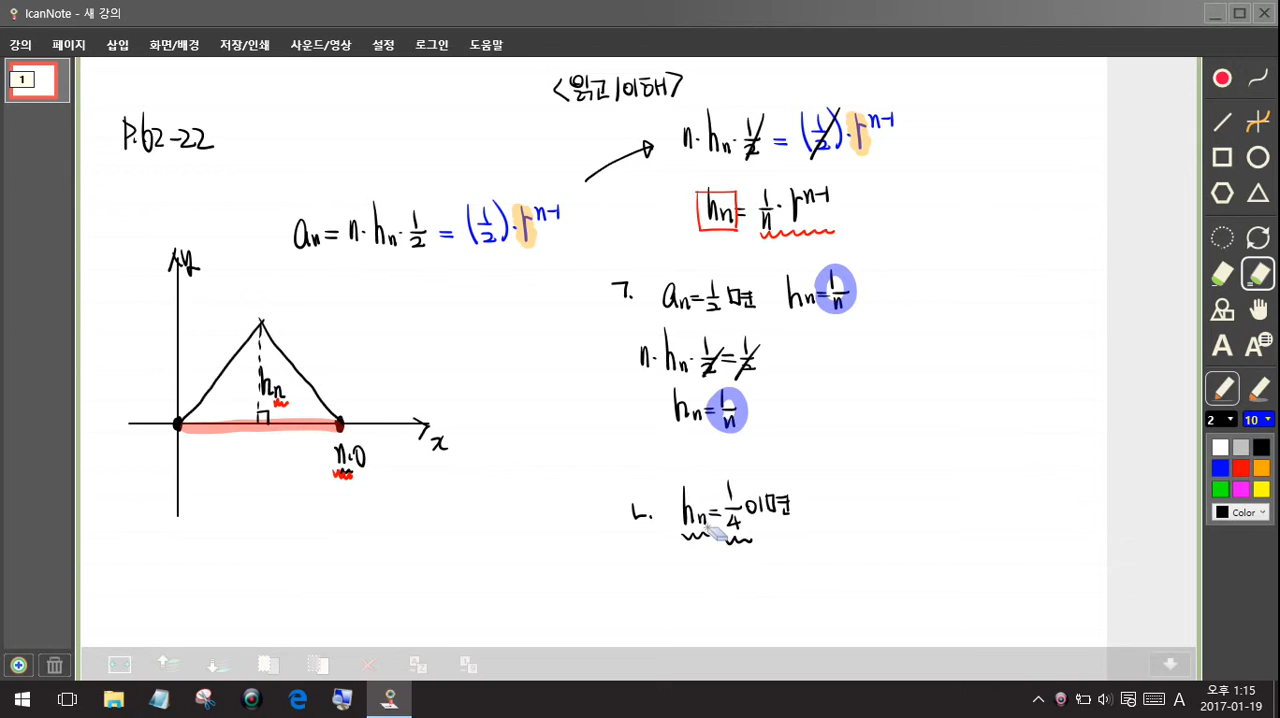 IcanNote - 새 강의
강의 페이지 삽입 화면/배경 저장/인쇄 사운드/영상 설정 로그인 도움말
1
<읽고 이해>
P.62-22
n·hₙ·1/2 = (1/2)·r^(n-1)
hₙ = 1/n · r^(n-1)
aₙ = n·hₙ·1/2 = (1/2)·r^(n-1)
y
hₙ
n.0
x
ㄱ. aₙ=1/2 면 hₙ=1/n
n·hₙ·1/2=1/2
hₙ=1/n
ㄴ. hₙ=1/4 이면
A A
2 10
Color
A
오후 1:15
2017-01-19